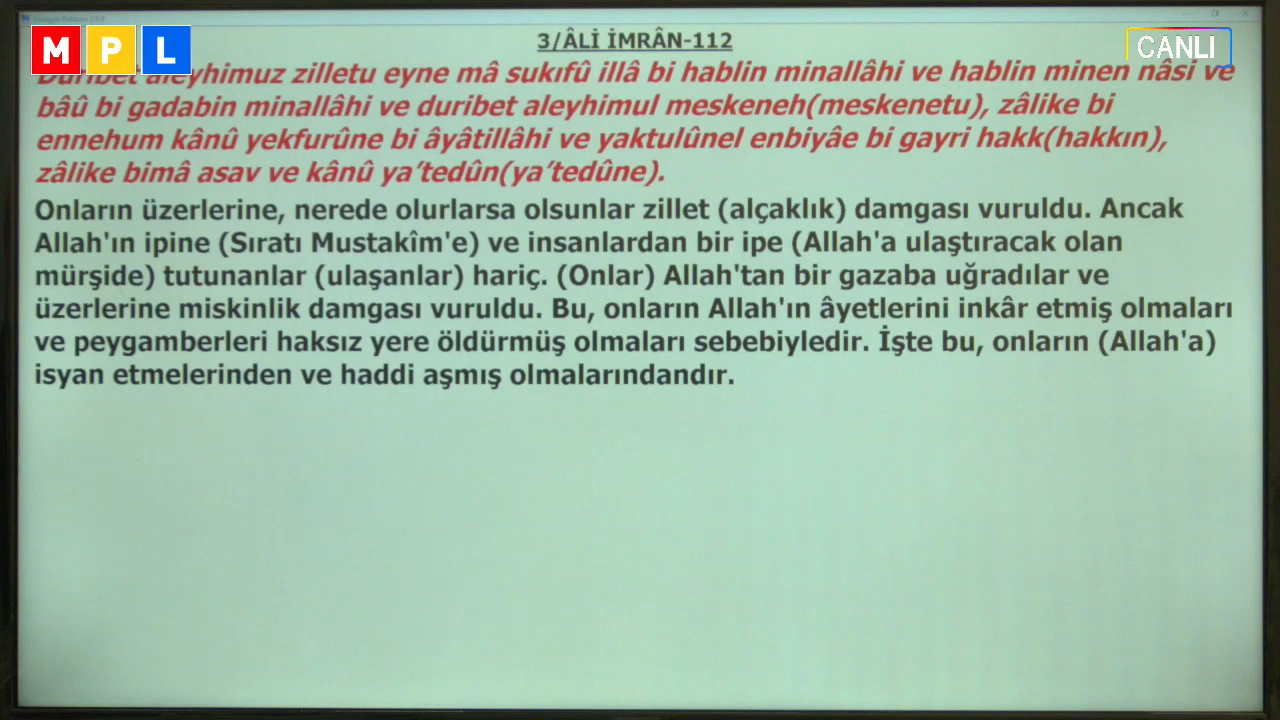 MPL
CANLI
3/ÂLİ İMRÂN-112
Duribet aleyhimuz zilletu eyne mâ sukıfû illâ bi hablin minallâhi ve hablin minen nâsi ve
bâû bi gadabin minallâhi ve duribet aleyhimul meskeneh(meskenetu), zâlike bi
ennehum kânû yekfurûne bi âyâtillâhi ve yaktulûnel enbiyâe bi gayri hakk(hakkın),
zâlike bimâ asav ve kânû ya’tedûn(ya’tedûne).
Onların üzerlerine, nerede olurlarsa olsunlar zillet (alçaklık) damgası vuruldu. Ancak
Allah'ın ipine (Sıratı Mustakîm'e) ve insanlardan bir ipe (Allah'a ulaştıracak olan
mürşide) tutunanlar (ulaşanlar) hariç. (Onlar) Allah'tan bir gazaba uğradılar ve
üzerlerine miskinlik damgası vuruldu. Bu, onların Allah'ın âyetlerini inkâr etmiş olmaları
ve peygamberleri haksız yere öldürmüş olmaları sebebiyledir. İşte bu, onların (Allah'a)
isyan etmelerinden ve haddi aşmış olmalarındandır.